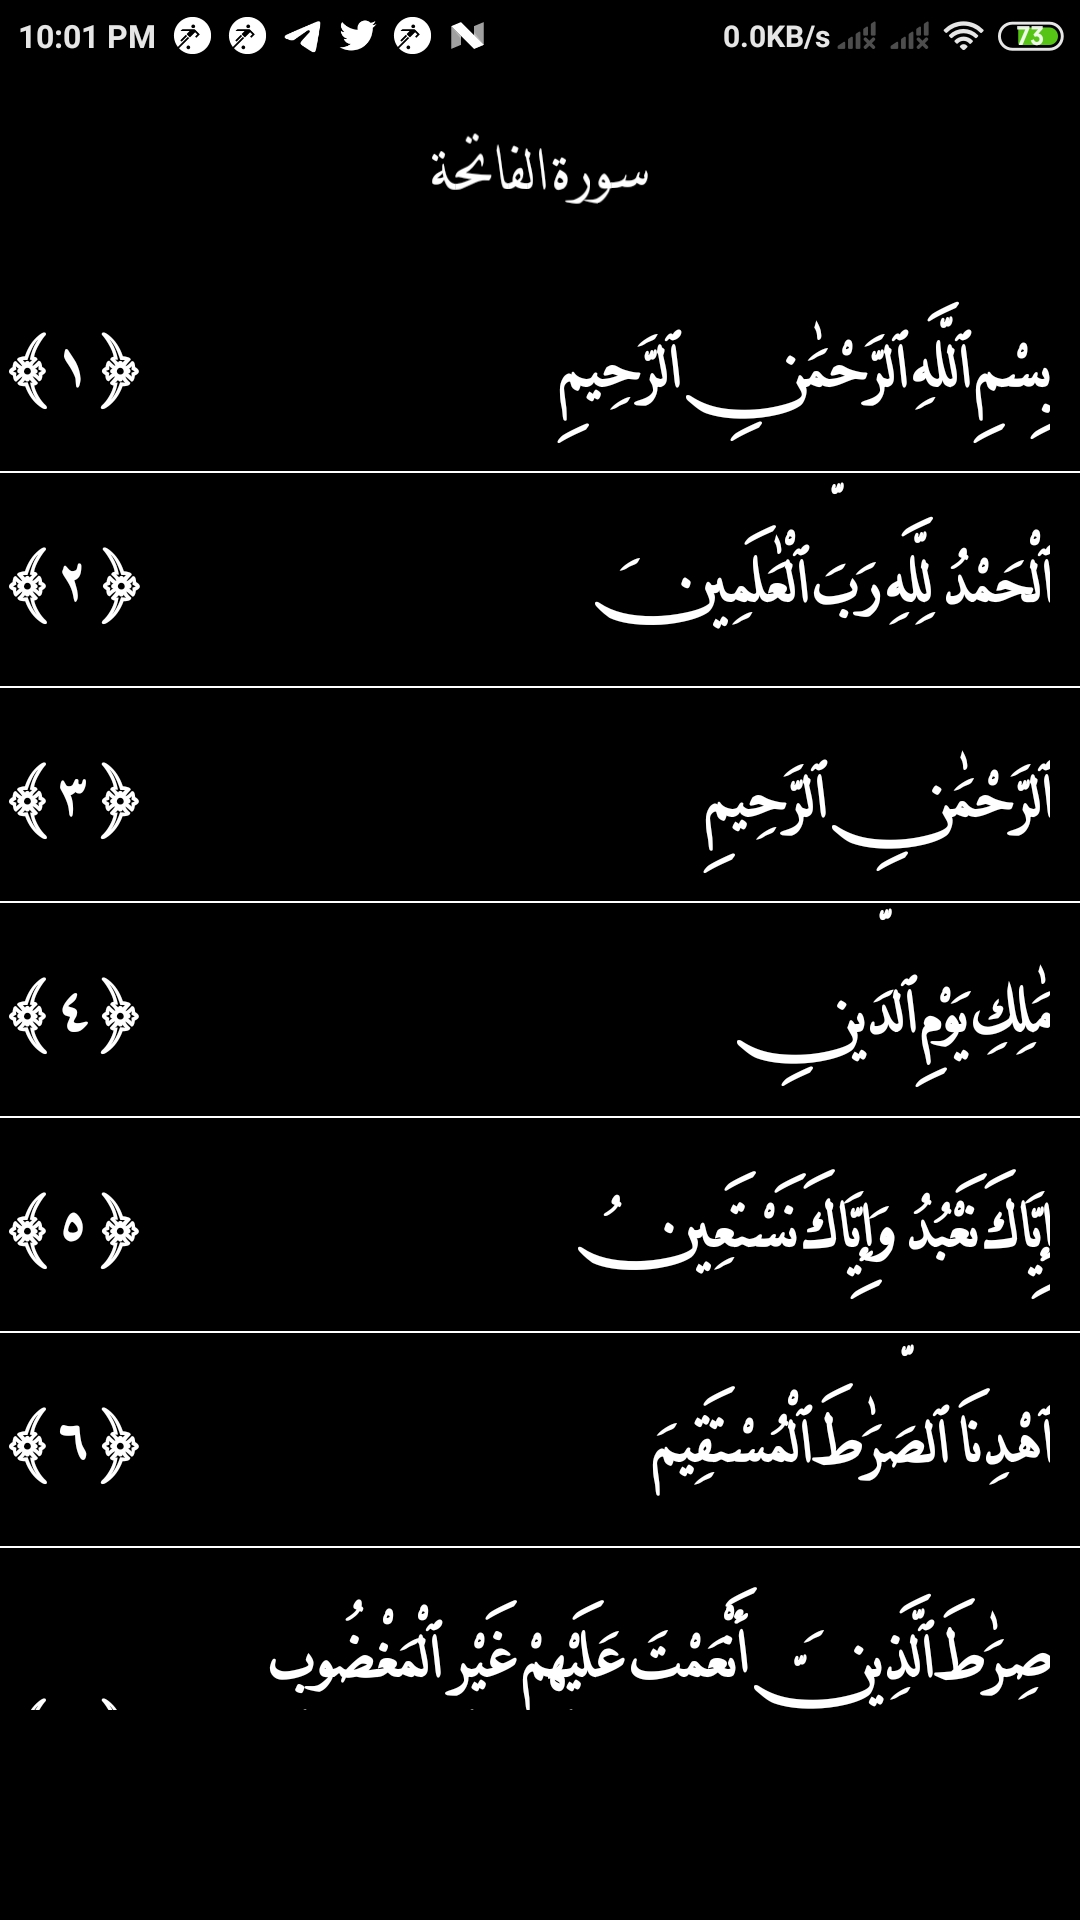 10:01 PM 0.0KB/s 73
سورة الفاتحة
بِسْمِ ٱللَّهِ ٱلرَّحْمَٰنِ ٱلرَّحِيمِ ﴿١﴾
ٱلْحَمْدُ لِلَّهِ رَبِّ ٱلْعَٰلَمِينَ ﴿٢﴾
ٱلرَّحْمَٰنِ ٱلرَّحِيمِ ﴿٣﴾
مَٰلِكِ يَوْمِ ٱلدِّينِ ﴿٤﴾
إِيَّاكَ نَعْبُدُ وَإِيَّاكَ نَسْتَعِينُ ﴿٥﴾
ٱهْدِنَا ٱلصِّرَٰطَ ٱلْمُسْتَقِيمَ ﴿٦﴾
صِرَٰطَ ٱلَّذِينَ أَنْعَمْتَ عَلَيْهِمْ غَيْرِ ٱلْمَغْضُوبِ